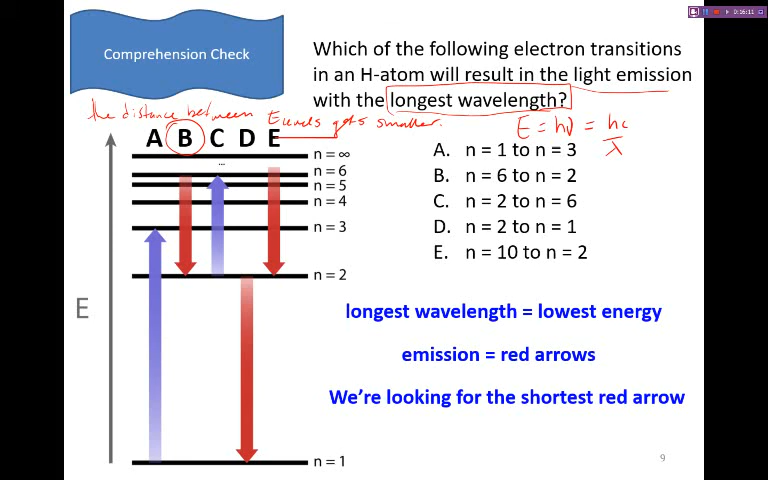 0:16:11
Comprehension Check
Which of the following electron transitions
in an H-atom will result in the light emission
with the longest wavelength?
the distance between E levels gets smaller.
E = hν = hc
λ
A B C D E
n = ∞
...
n = 6
n = 5
n = 4
n = 3
n = 2
n = 1
E
A. n = 1 to n = 3
B. n = 6 to n = 2
C. n = 2 to n = 6
D. n = 2 to n = 1
E. n = 10 to n = 2
longest wavelength = lowest energy
emission = red arrows
We're looking for the shortest red arrow
9